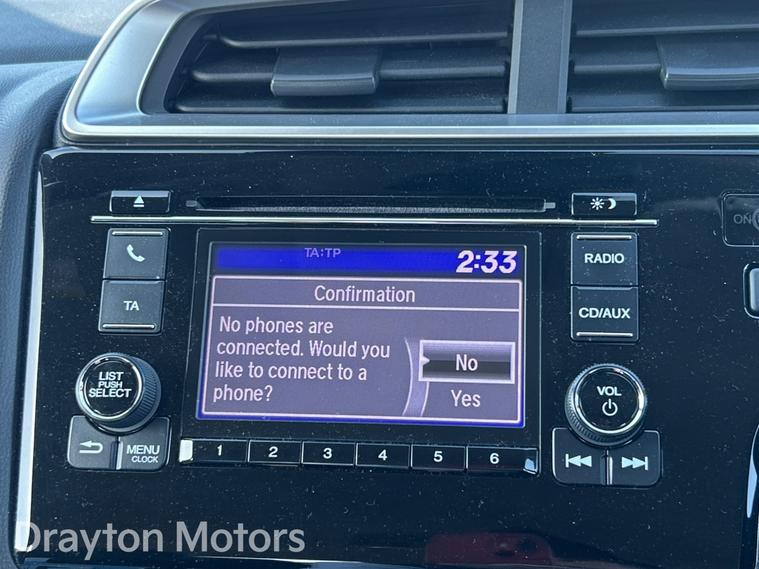 TA:TP
2:33
Confirmation
No phones are
connected. Would you
like to connect to a
phone?
No
Yes
TA
RADIO
CD/AUX
LIST
PUSH
SELECT
VOL
MENU
CLOCK
1 2 3 4 5 6
ON
Drayton Motors